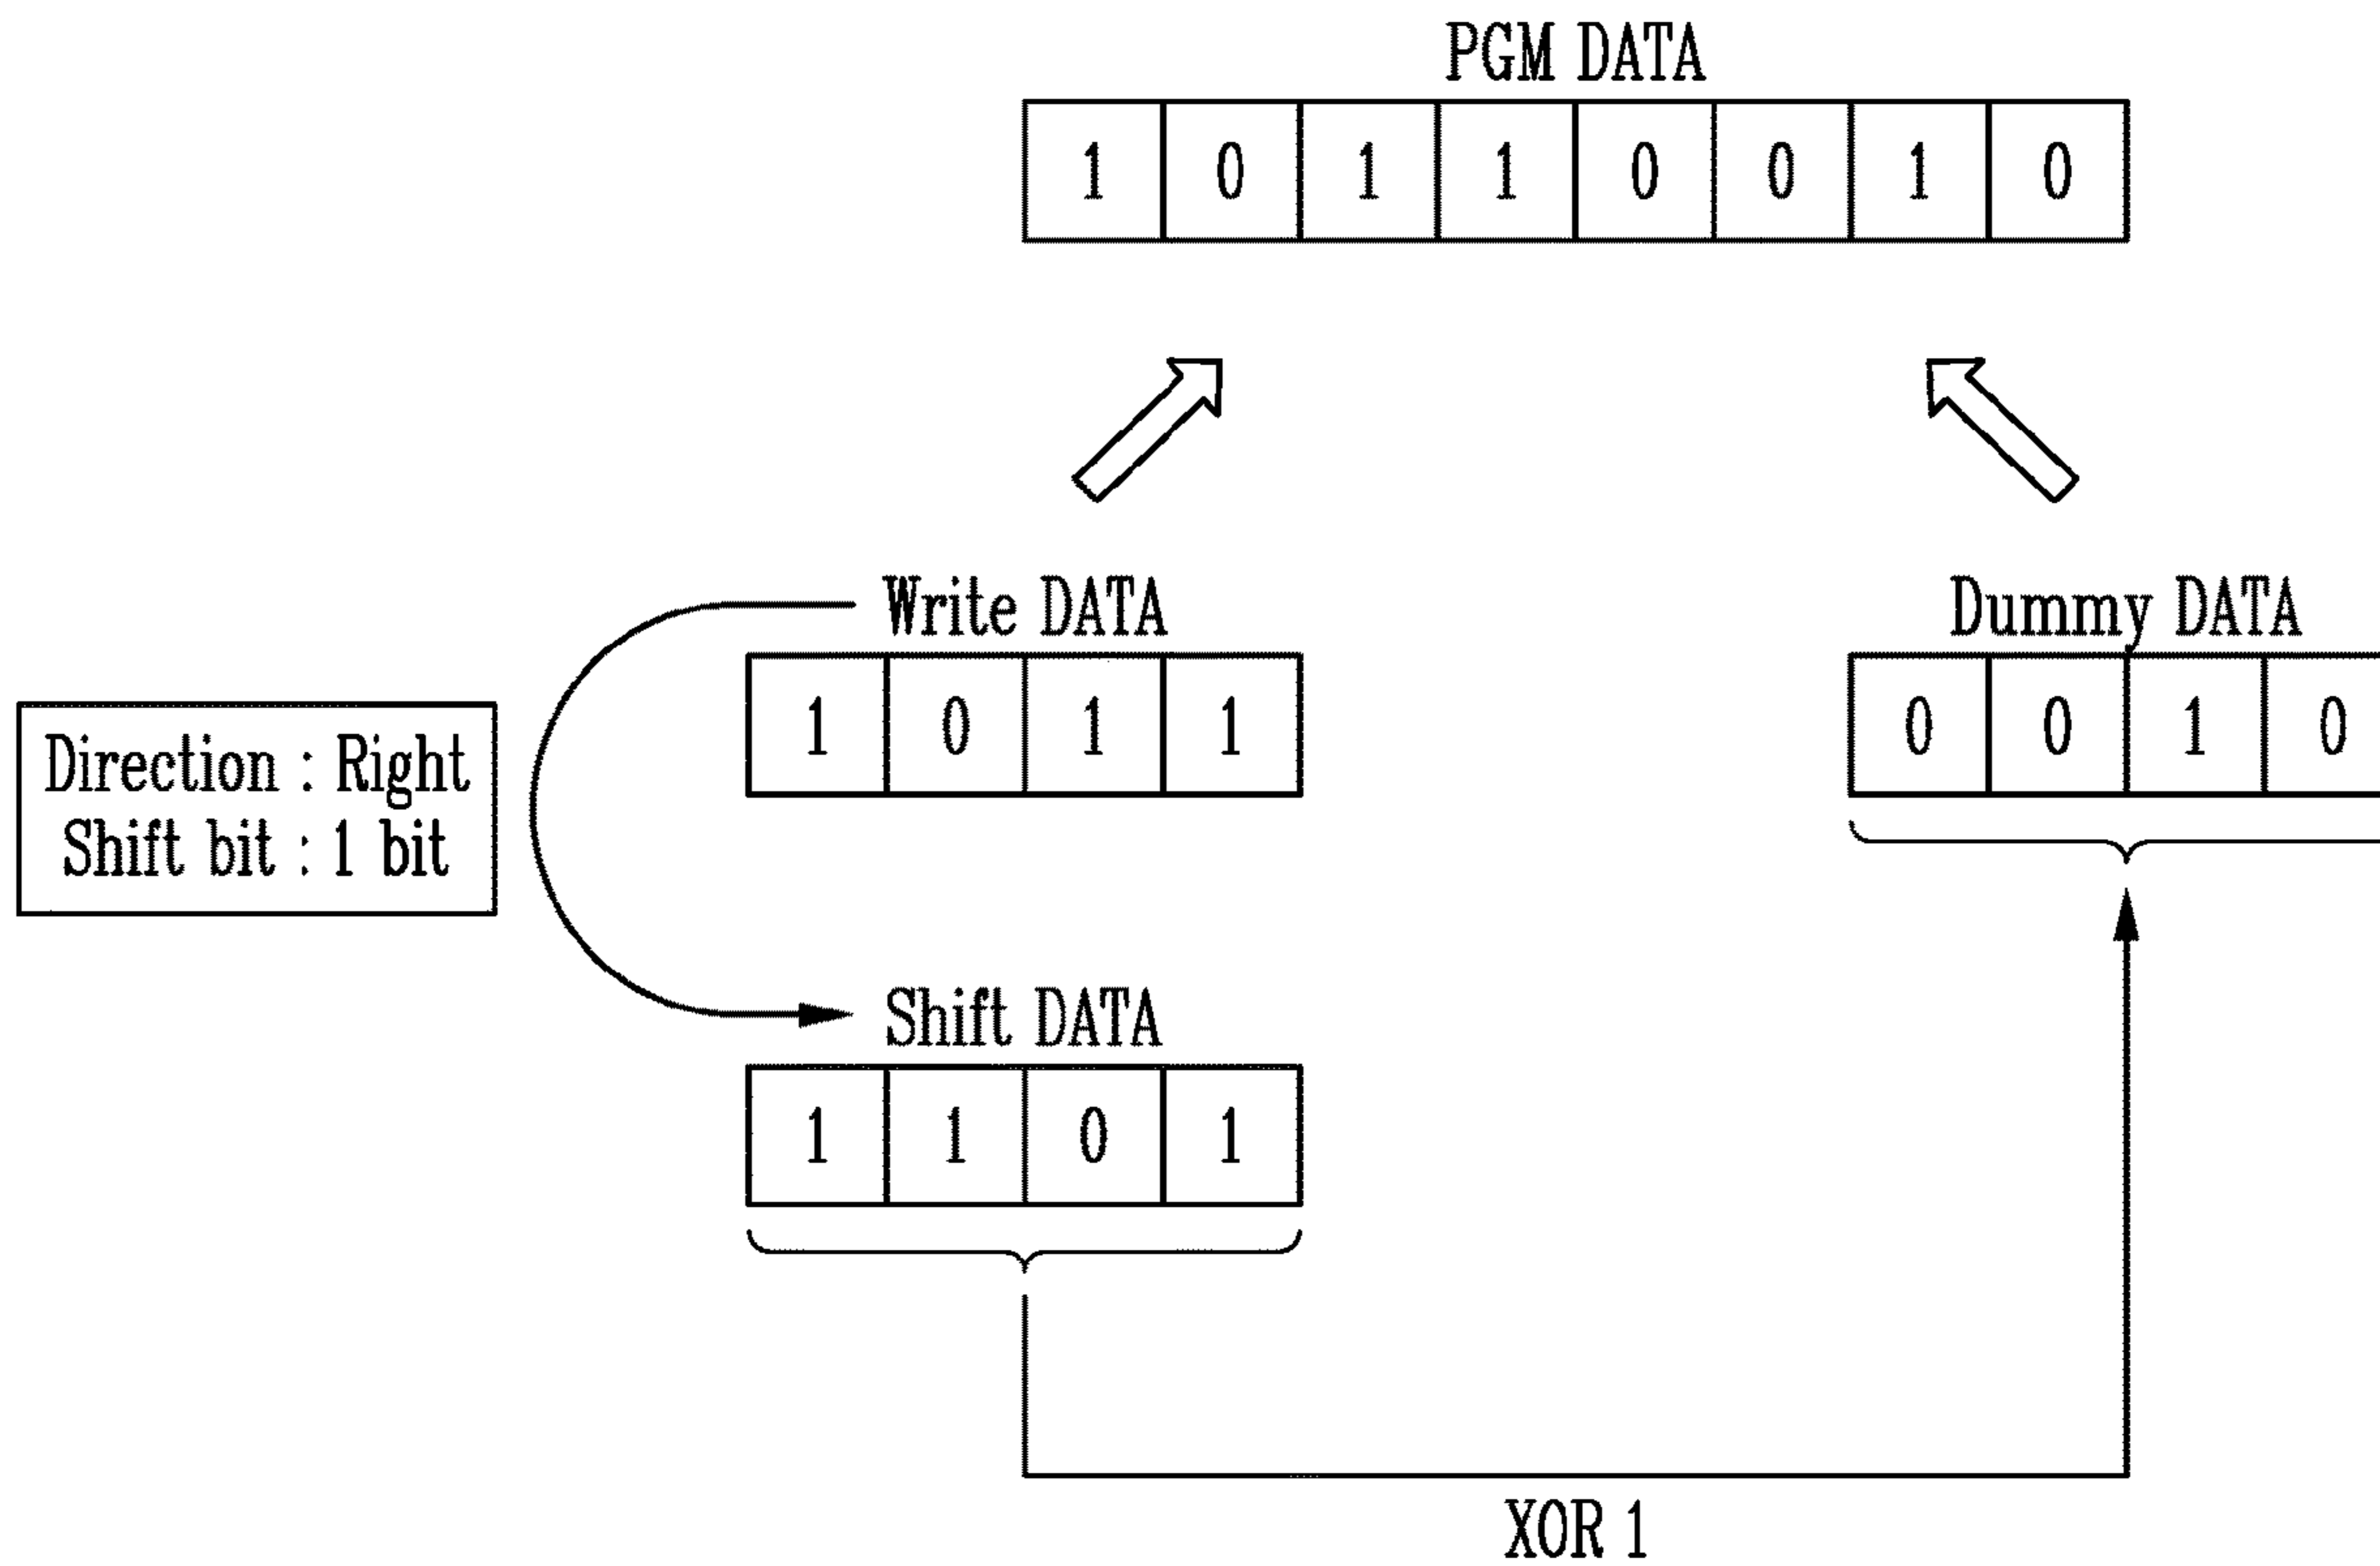 PGM DATA
1 0 1 1 0 0 1 0
Write DATA
1 0 1 1
Dummy DATA
0 0 1 0
Direction : Right
Shift bit : 1 bit
Shift DATA
1 1 0 1
XOR 1